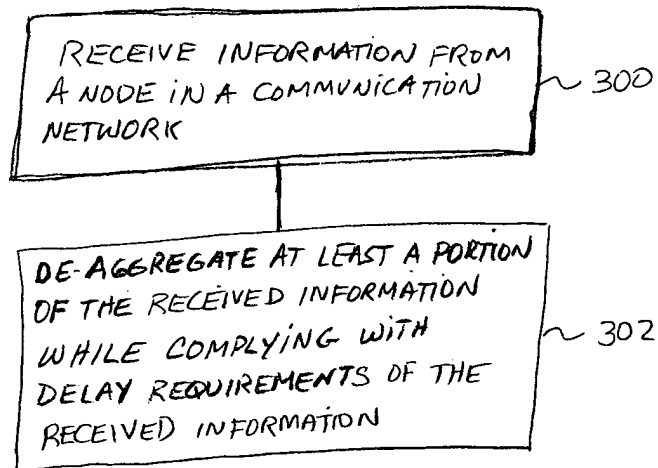 RECEIVE INFORMATION FROM
A NODE IN A COMMUNICATION
NETWORK
300
DE-AGGREGATE AT LEAST A PORTION
OF THE RECEIVED INFORMATION
WHILE COMPLYING WITH
DELAY REQUIREMENTS OF THE
RECEIVED INFORMATION
302